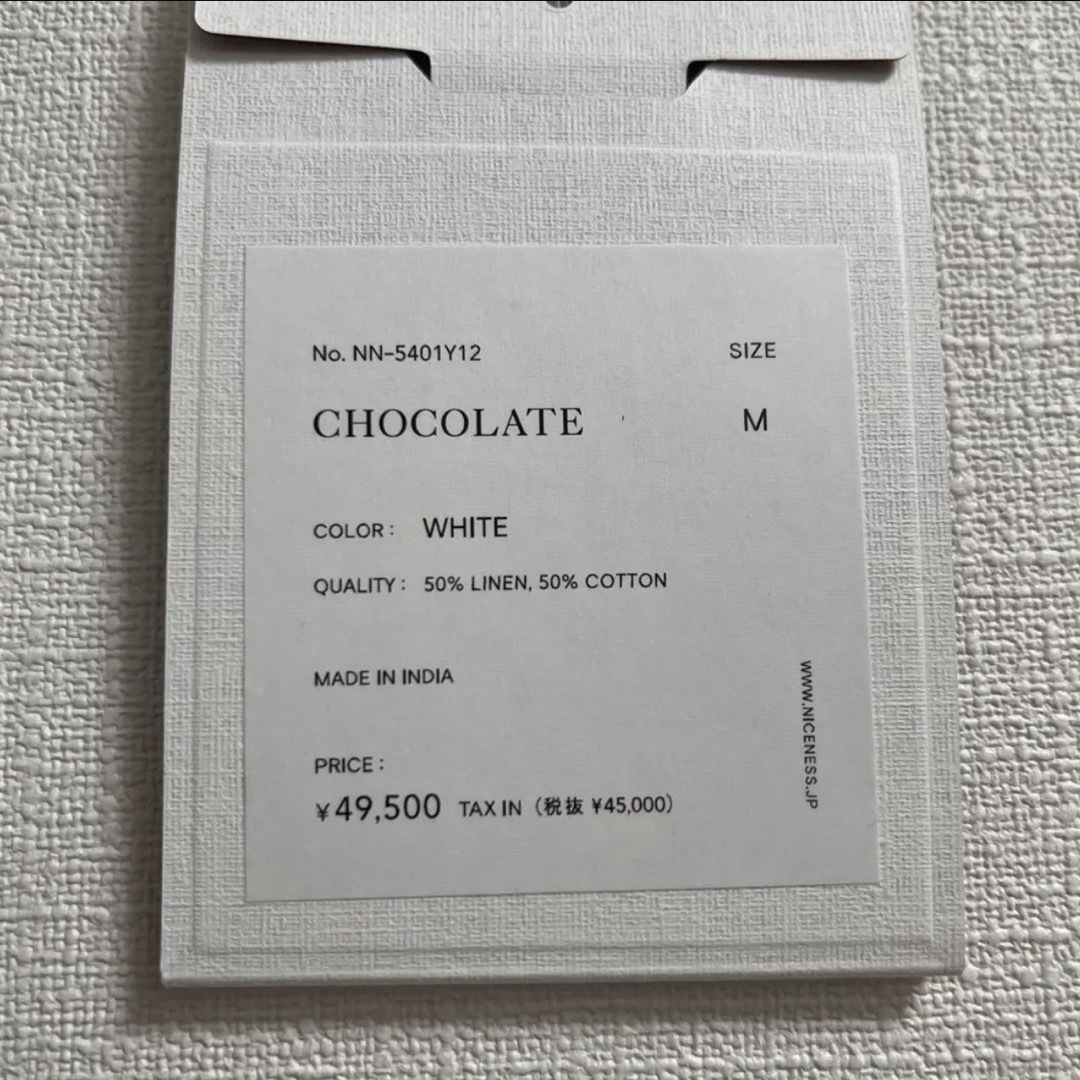 No. NN-5401Y12
SIZE
CHOCOLATE
M
COLOR : WHITE
QUALITY : 50% LINEN, 50% COTTON
MADE IN INDIA
PRICE :
¥49,500 TAX IN (税抜 ¥45,000)
WWW.NICENESS.JP